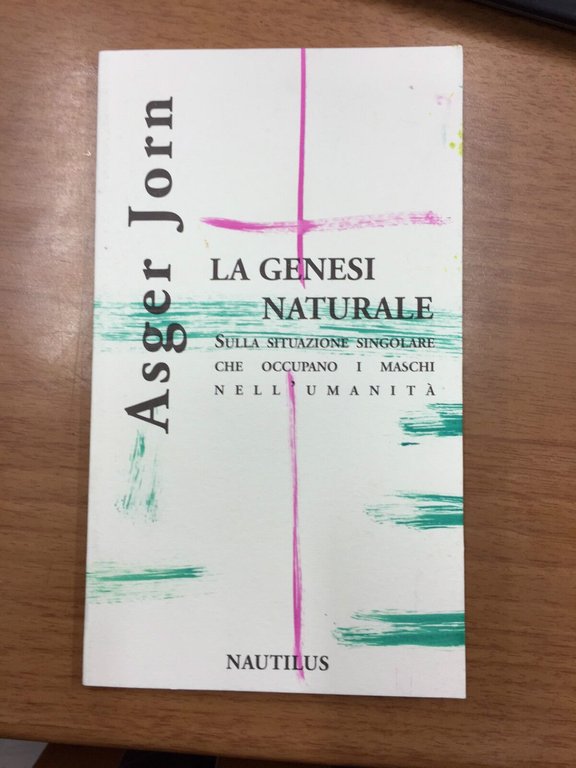 Asger Jorn
LA GENESI
NATURALE
SULLA SITUAZIONE SINGOLARE
CHE OCCUPANO I MASCHI
NELL'UMANITÀ
NAUTILUS